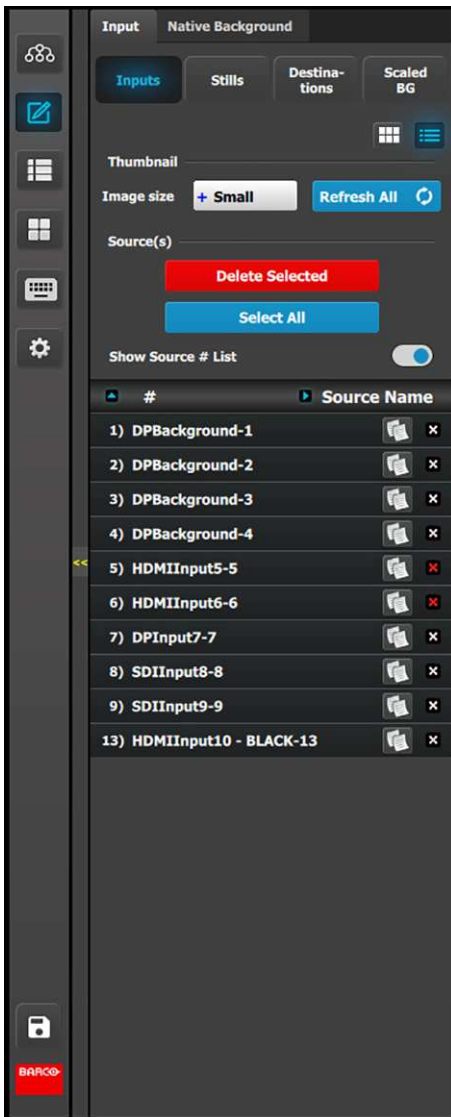 Input Native Background
Inputs Stills Destina-
tions Scaled
BG
Thumbnail
Image size + Small Refresh All
Source(s)
Delete Selected
Select All
Show Source # List
# Source Name
1) DPBackground-1
2) DPBackground-2
3) DPBackground-3
4) DPBackground-4
<< 5) HDMIInput5-5
6) HDMIInput6-6
7) DPInput7-7
8) SDIInput8-8
9) SDIInput9-9
13) HDMIInput10 - BLACK-13
BARCO